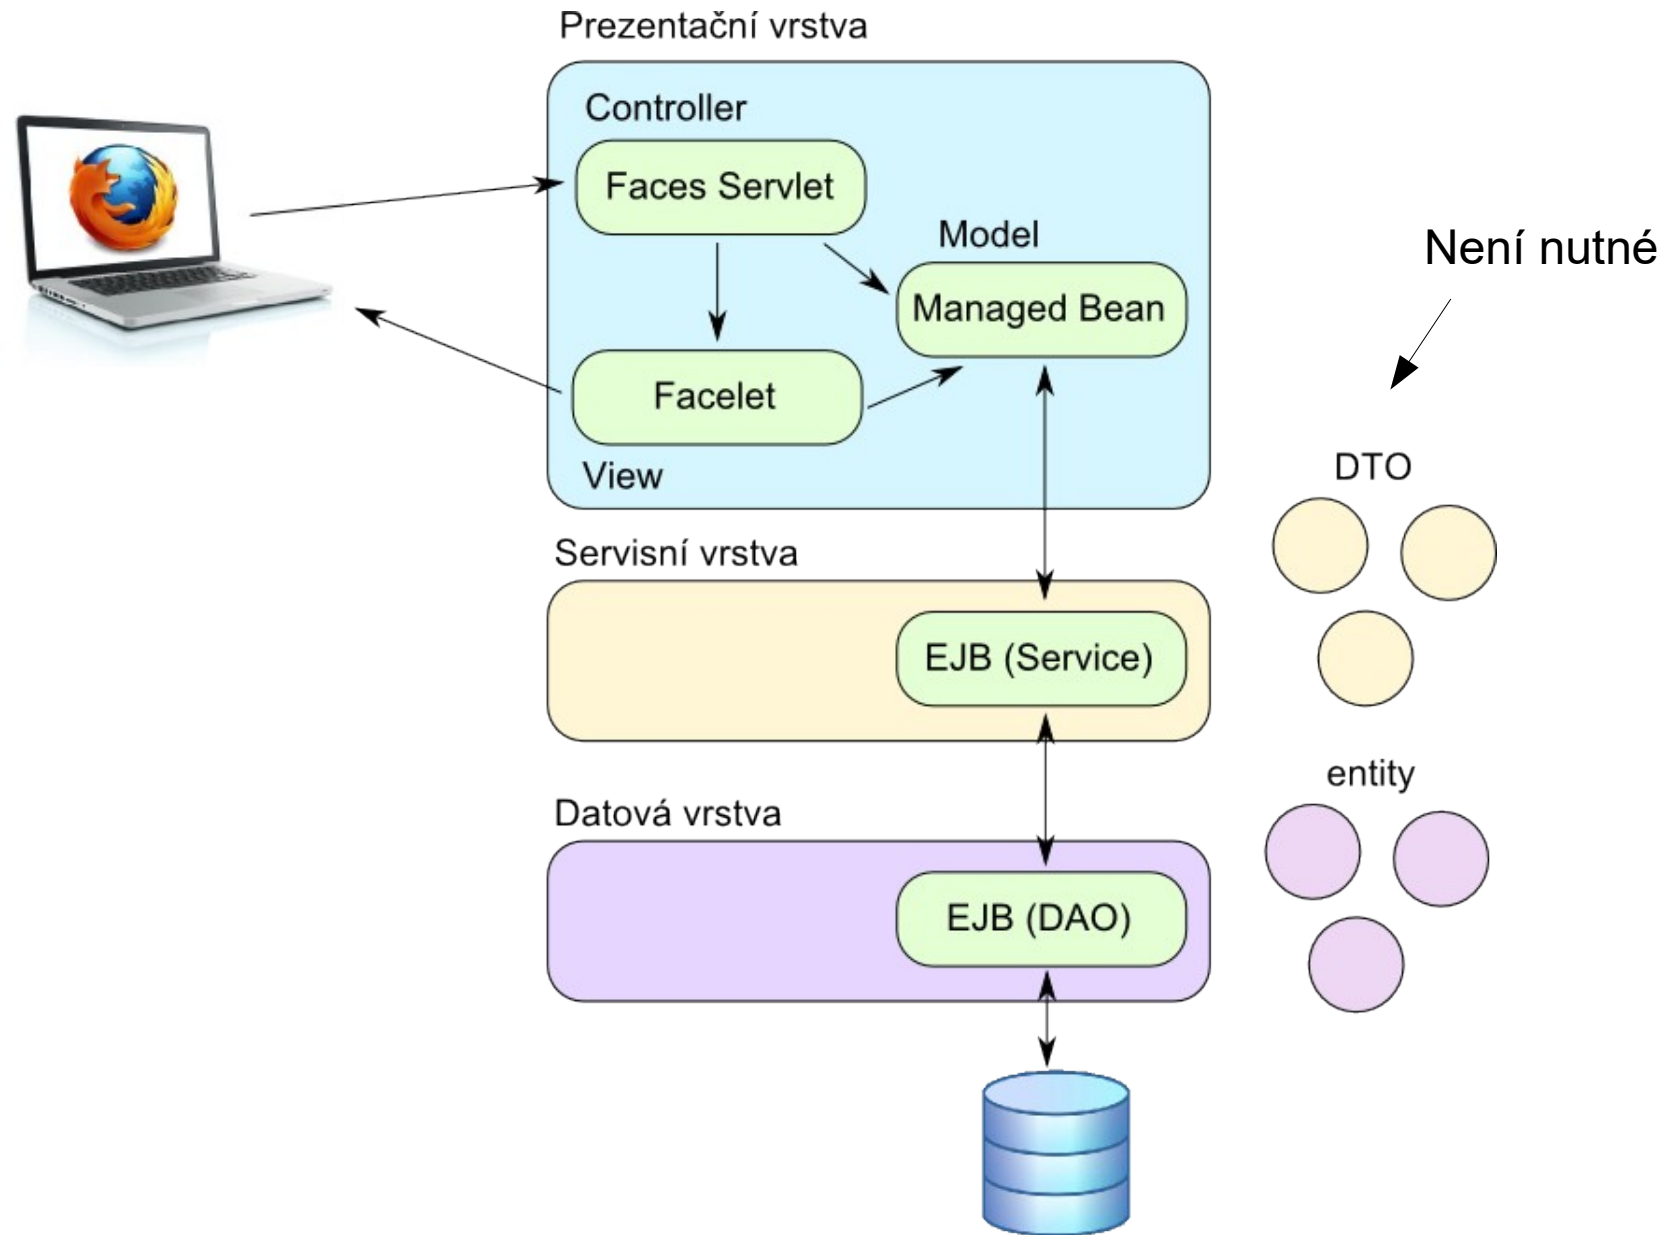 Prezentační vrstva
Controller
Faces Servlet
Model
Managed Bean
Není nutné
Facelet
View
DTO
Servisní vrstva
EJB (Service)
entity
Datová vrstva
EJB (DAO)